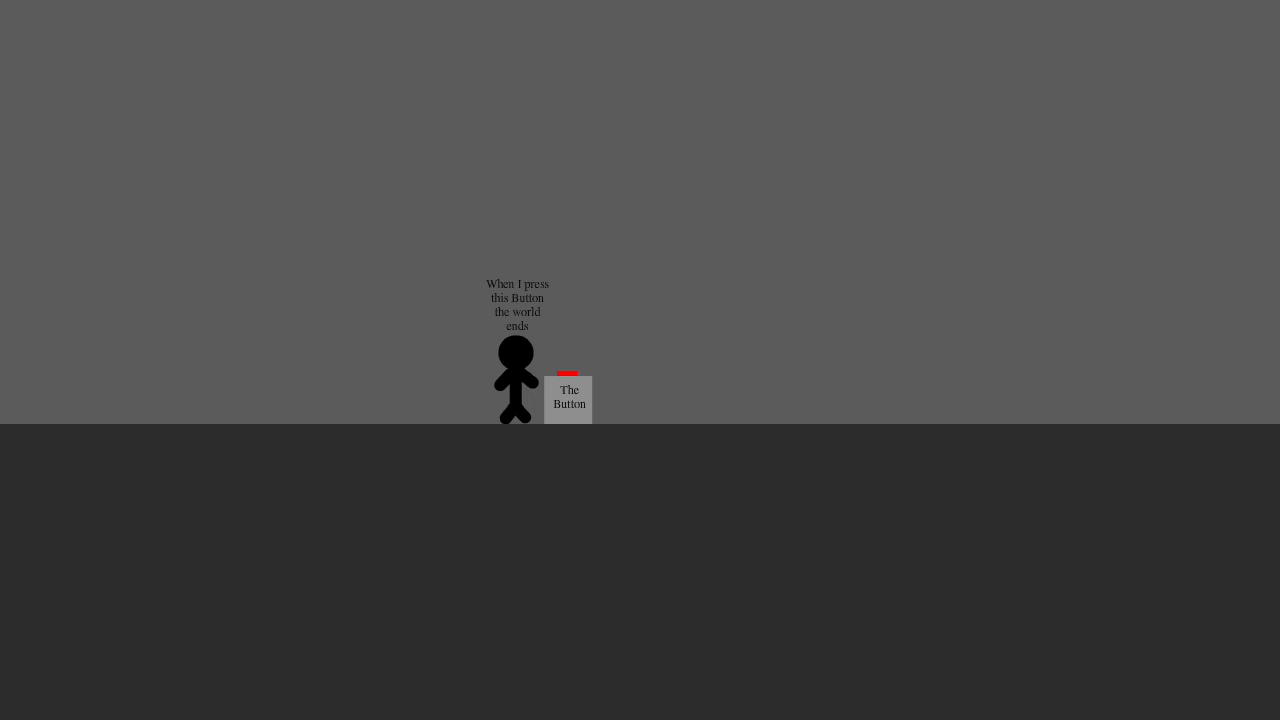 When I press
this Button
the world
ends
The
Button